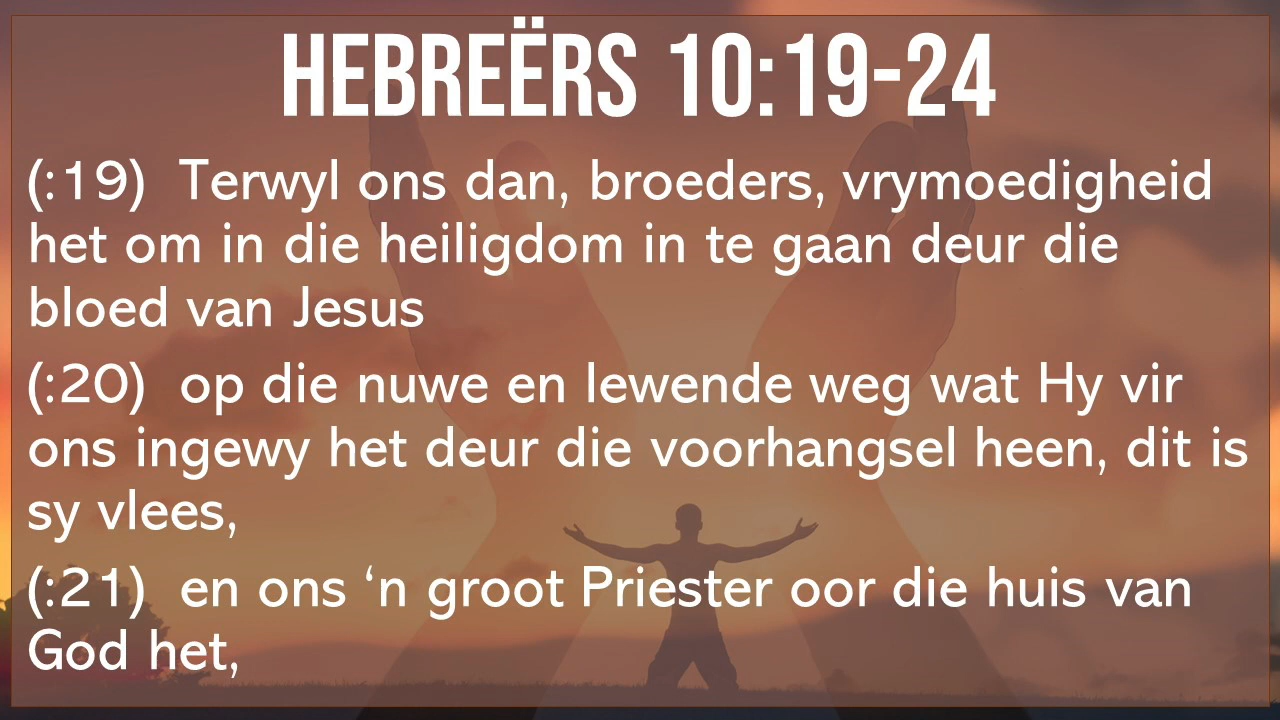 HEBREËRS 10:19-24
(:19) Terwyl ons dan, broeders, vrymoedigheid
het om in die heiligdom in te gaan deur die
bloed van Jesus
(:20) op die nuwe en lewende weg wat Hy vir
ons ingewy het deur die voorhangsel heen, dit is
sy vlees,
(:21) en ons ‘n groot Priester oor die huis van
God het,